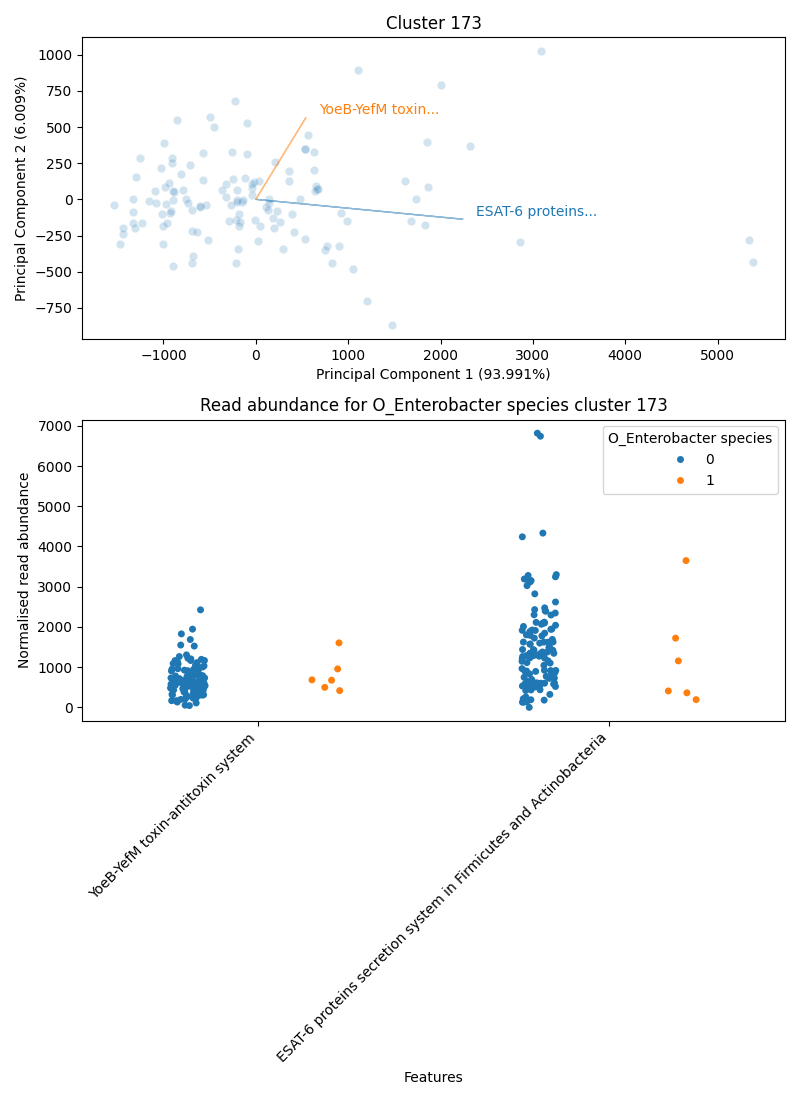 Cluster 173
1000
750
500
250
0
−250
−500
−750
Principal Component 2 (6.009%)
YoeB-YefM toxin...
ESAT-6 proteins...
−1000
0
1000
2000
3000
4000
5000
Principal Component 1 (93.991%)
Read abundance for O_Enterobacter species cluster 173
7000
6000
5000
4000
3000
2000
1000
0
Normalised read abundance
O_Enterobacter species
0
1
YoeB-YefM toxin-antitoxin system
ESAT-6 proteins secretion system in Firmicutes and Actinobacteria
Features